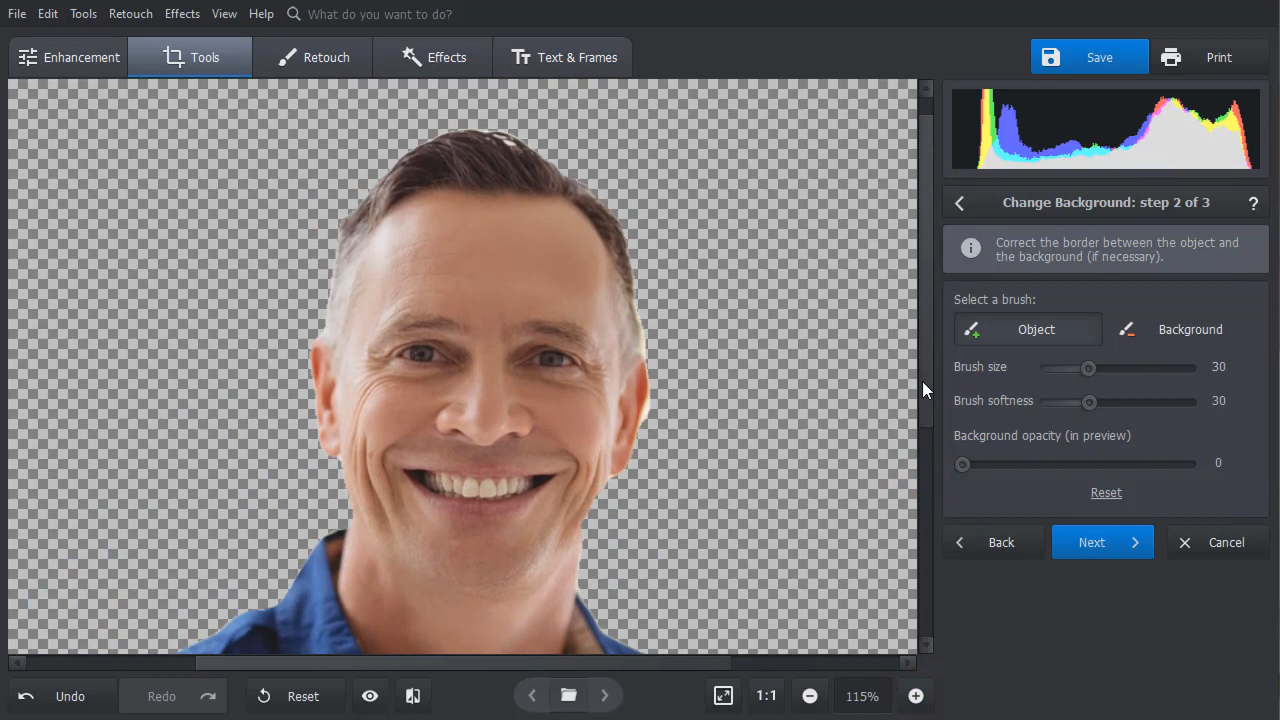 File Edit Tools Retouch Effects View Help What do you want to do?
Enhancement Tools Retouch Effects Text & Frames Save Print
Change Background: step 2 of 3 ?
Correct the border between the object and
the background (if necessary).
Select a brush:
Object Background
Brush size 30
Brush softness 30
Background opacity (in preview)
0
Reset
Back Next Cancel
Undo Redo Reset 1:1 115%